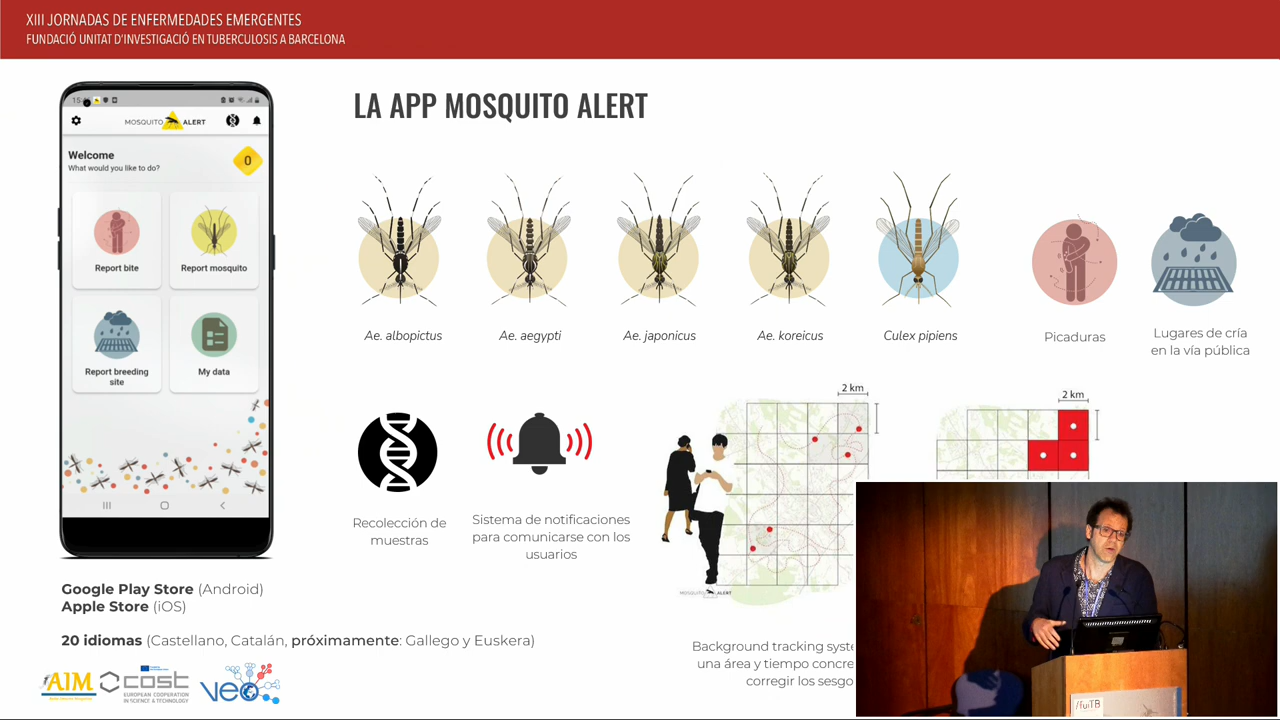 XIII JORNADAS DE ENFERMEDADES EMERGENTES
FUNDACIÓ UNITAT D'INVESTIGACIÓ EN TUBERCULOSIS A BARCELONA
LA APP MOSQUITO ALERT
MOSQUITO ALERT
Welcome
What would you like to do?
0
Report bite
Report mosquito
Report breeding
site
My data
Ae. albopictus
Ae. aegypti
Ae. japonicus
Ae. koreicus
Culex pipiens
Picaduras
Lugares de cría
en la vía pública
2 km
2 km
Recolección de
muestras
Sistema de notificaciones
para comunicarse con los
usuarios
MOSQUITO ALERT
Background tracking syste
una área y tiempo concre
corregir los sesgo
Google Play Store (Android)
Apple Store (iOS)
20 idiomas (Castellano, Catalán, próximamente: Gallego y Euskera)
AIM
cost
EUROPEAN COOPERATION
IN SCIENCE & TECHNOLOGY
VEO
/fuiTB